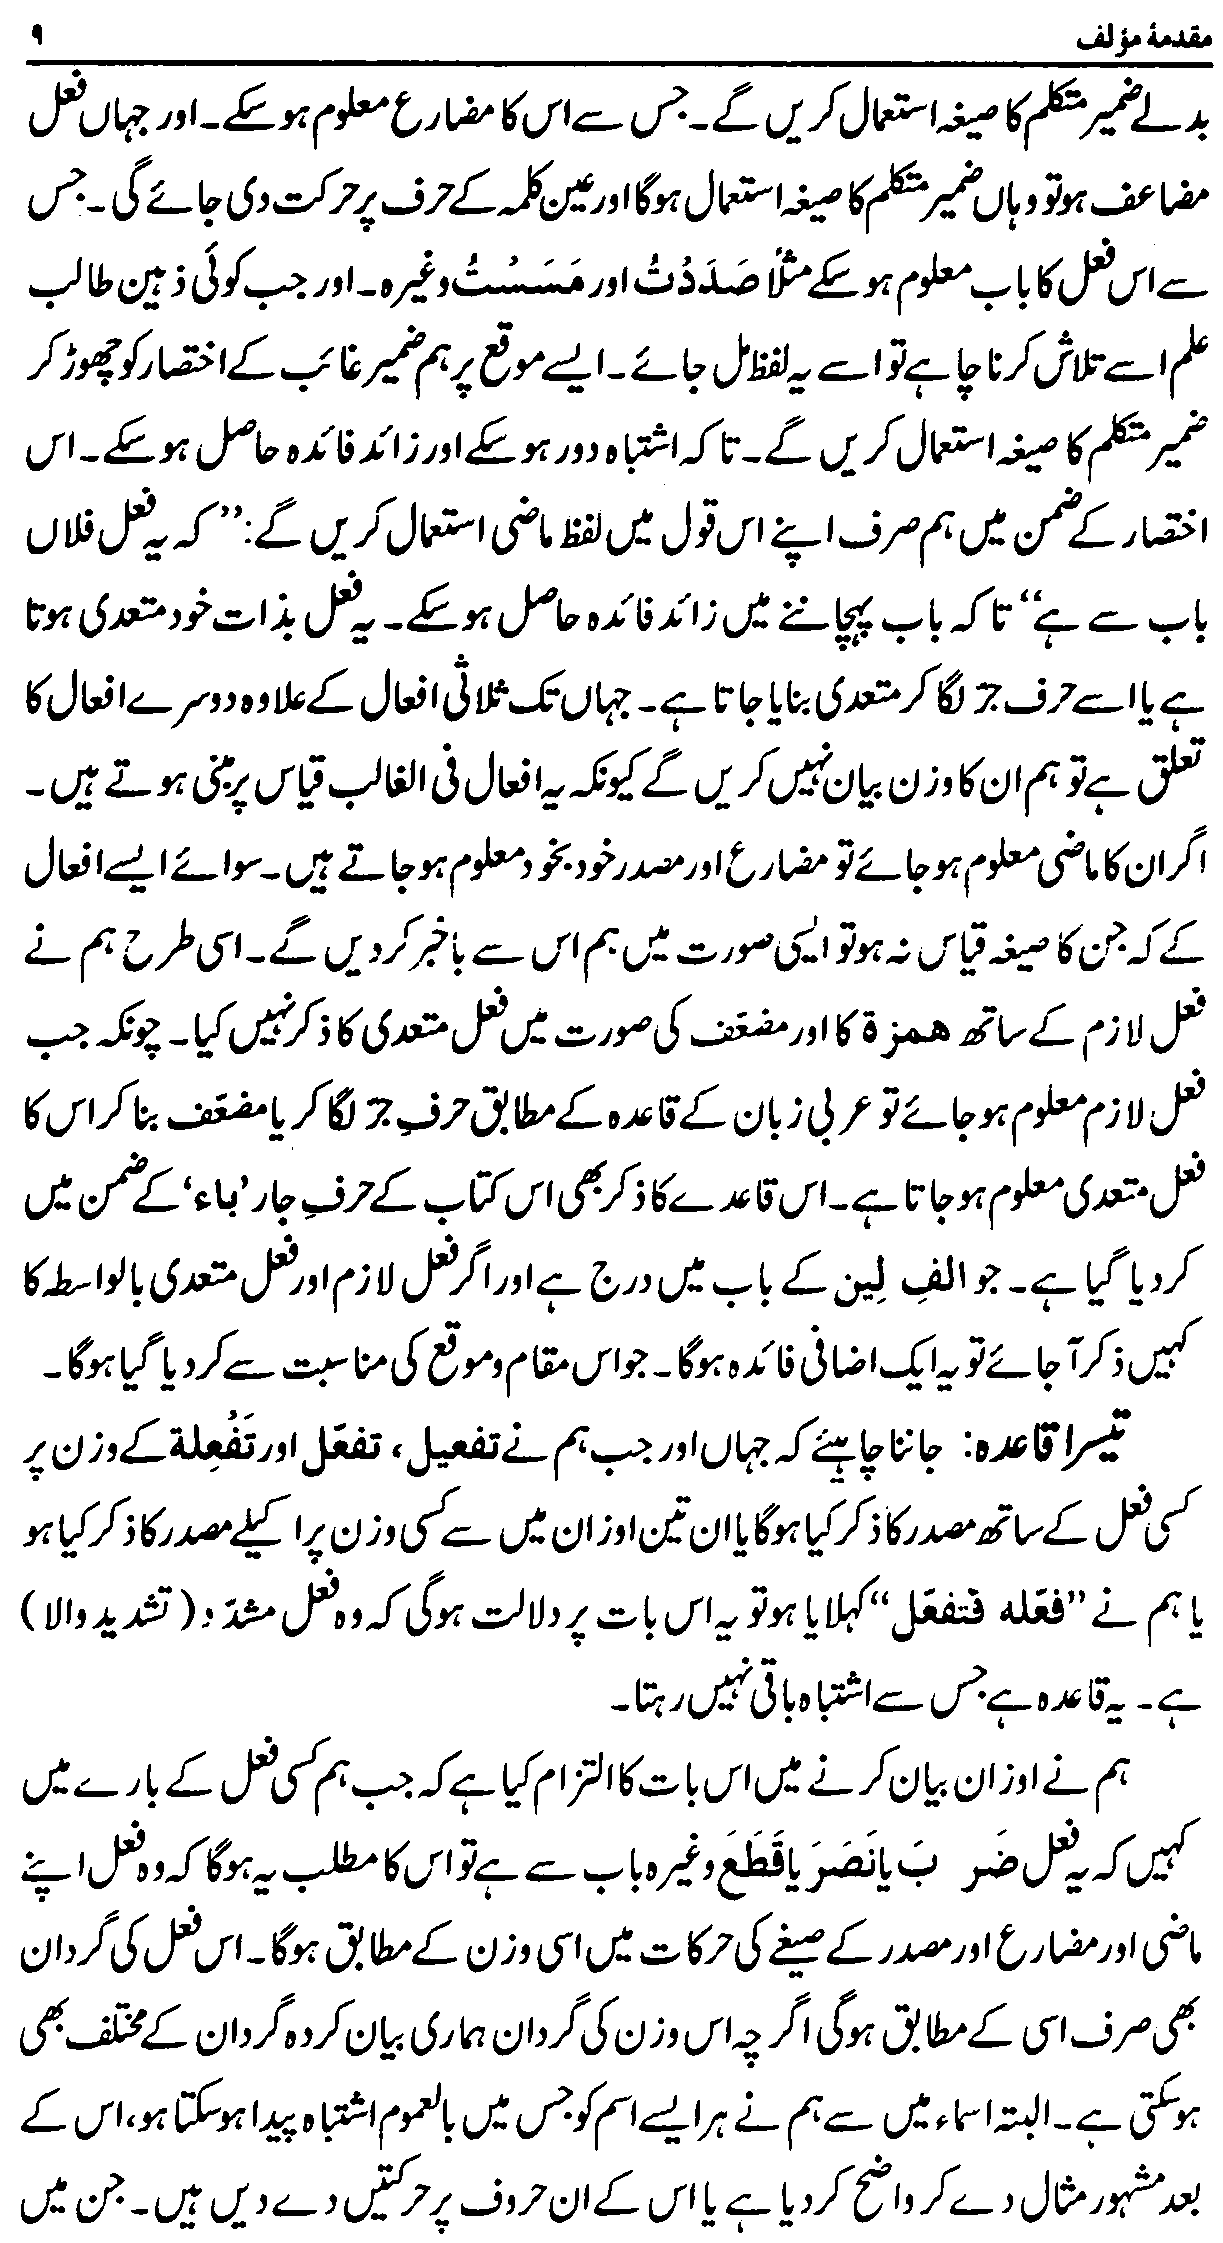 مقدمۂ مؤلف ۹
بدلے ضمیر متکلم کا صیغہ استعمال کریں گے۔ جس سے اس کا مضارع معلوم ہو سکے۔ اور جہاں فعل
مضاعف ہو تو وہاں ضمیر متکلم کا صیغہ استعمال ہوگا اور عین کلمہ کے حرف پر حرکت دی جائے گی۔ جس
سے اس فعل کا باب معلوم ہو سکے مثلاً صَدَدْتُ اور مَسَسْتُ وغیرہ۔ اور جب کوئی ذہین طالب
علم اسے تلاش کرنا چاہے تو اسے یہ لفظ مل جائے۔ ایسے موقع پر ہم ضمیر غائب کے اختصار کو چھوڑ کر
ضمیر متکلم کا صیغہ استعمال کریں گے۔ تا کہ اشتباہ دور ہو سکے اور زائد فائدہ حاصل ہو سکے۔ اس
اختصار کے ضمن میں ہم صرف اپنے اس قول میں لفظ ماضی استعمال کریں گے: ”کہ یہ فعل فلاں
باب سے ہے“ تا کہ باب پہچاننے میں زائد فائدہ حاصل ہو سکے۔ یہ فعل بذات خود متعدی ہوتا
ہے یا اسے حرف جرّ لگا کر متعدی بنایا جاتا ہے۔ جہاں تک ثلاثی افعال کے علاوہ دوسرے افعال کا
تعلق ہے تو ہم ان کا وزن بیان نہیں کریں گے کیونکہ یہ افعال فی الغالب قیاس پر مبنی ہوتے ہیں۔
اگر ان کا ماضی معلوم ہو جائے تو مضارع اور مصدر خود بخود معلوم ہو جاتے ہیں۔ سوائے ایسے افعال
کے کہ جن کا صیغہ قیاس نہ ہو تو ایسی صورت میں ہم اس سے باخبر کر دیں گے۔ اسی طرح ہم نے
فعل لازم کے ساتھ ھمزۃ کا اور مضعّف کی صورت میں فعل متعدی کا ذکر نہیں کیا۔ چونکہ جب
فعل لازم معلوم ہو جائے تو عربی زبان کے قاعدہ کے مطابق حرفِ جرّ لگا کر یا مضعّف بنا کر اس کا
فعل متعدی معلوم ہو جاتا ہے۔ اس قاعدے کا ذکر بھی اس کتاب کے حرفِ جار ’باء‘ کے ضمن میں
کر دیا گیا ہے۔ جو الفِ لِین کے باب میں درج ہے اور اگر فعل لازم اور فعل متعدی بالواسطہ کا
کہیں ذکر آ جائے تو یہ ایک اضافی فائدہ ہوگا۔ جو اس مقام و موقع کی مناسبت سے کر دیا گیا ہوگا۔
تیسرا قاعدہ: جاننا چاہیئے کہ جہاں اور جب ہم نے تفعیل، تفعّل اور تَفْعِلة کے وزن پر
کسی فعل کے ساتھ مصدر کا ذکر کیا ہوگا یا ان تین اوزان میں سے کسی وزن پر اکیلے مصدر کا ذکر کیا ہو
یا ہم نے ”فعّله فتفعّل“ کہلایا ہو تو یہ اس بات پر دلالت ہوگی کہ وہ فعل مشدّد (تشدید والا)
ہے۔ یہ قاعدہ ہے جس سے اشتباہ باقی نہیں رہتا۔
ہم نے اوزان بیان کرنے میں اس بات کا التزام کیا ہے کہ جب ہم کسی فعل کے بارے میں
کہیں کہ یہ فعل ضَرَبَ یا نَصَرَ یا قَطَعَ وغیرہ باب سے ہے تو اس کا مطلب یہ ہوگا کہ وہ فعل اپنے
ماضی اور مضارع اور مصدر کے صیغے کی حرکات میں اسی وزن کے مطابق ہوگا۔ اس فعل کی گردان
بھی صرف اسی کے مطابق ہوگی اگرچہ اس وزن کی گردان ہماری بیان کردہ گردان کے مختلف بھی
ہو سکتی ہے۔ البتہ اسماء میں سے ہم نے ہر ایسے اسم کو جس میں بالعموم اشتباہ پیدا ہو سکتا ہو، اس کے
بعد مشہور مثال دے کر واضح کر دیا ہے یا اس کے ان حروف پر حرکتیں دے دیں ہیں۔ جن میں